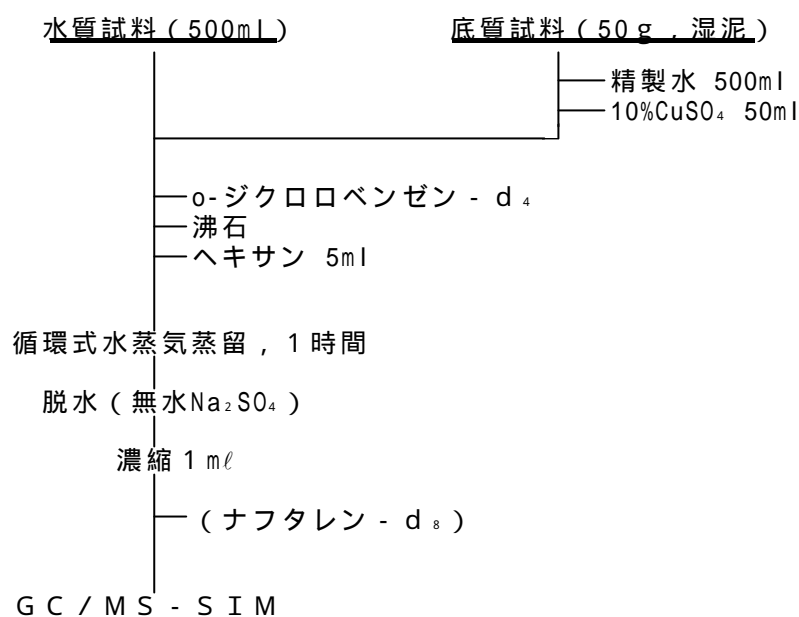 水質試料(500ml)
底質試料(50g,湿泥)
精製水 500ml
10%CuSO₄ 50ml
o-ジクロロベンゼン-d₄
沸石
ヘキサン 5ml
循環式水蒸気蒸留,1時間
脱水(無水Na₂SO₄)
濃縮1mℓ
(ナフタレン-d₈)
GC/MS-SIM